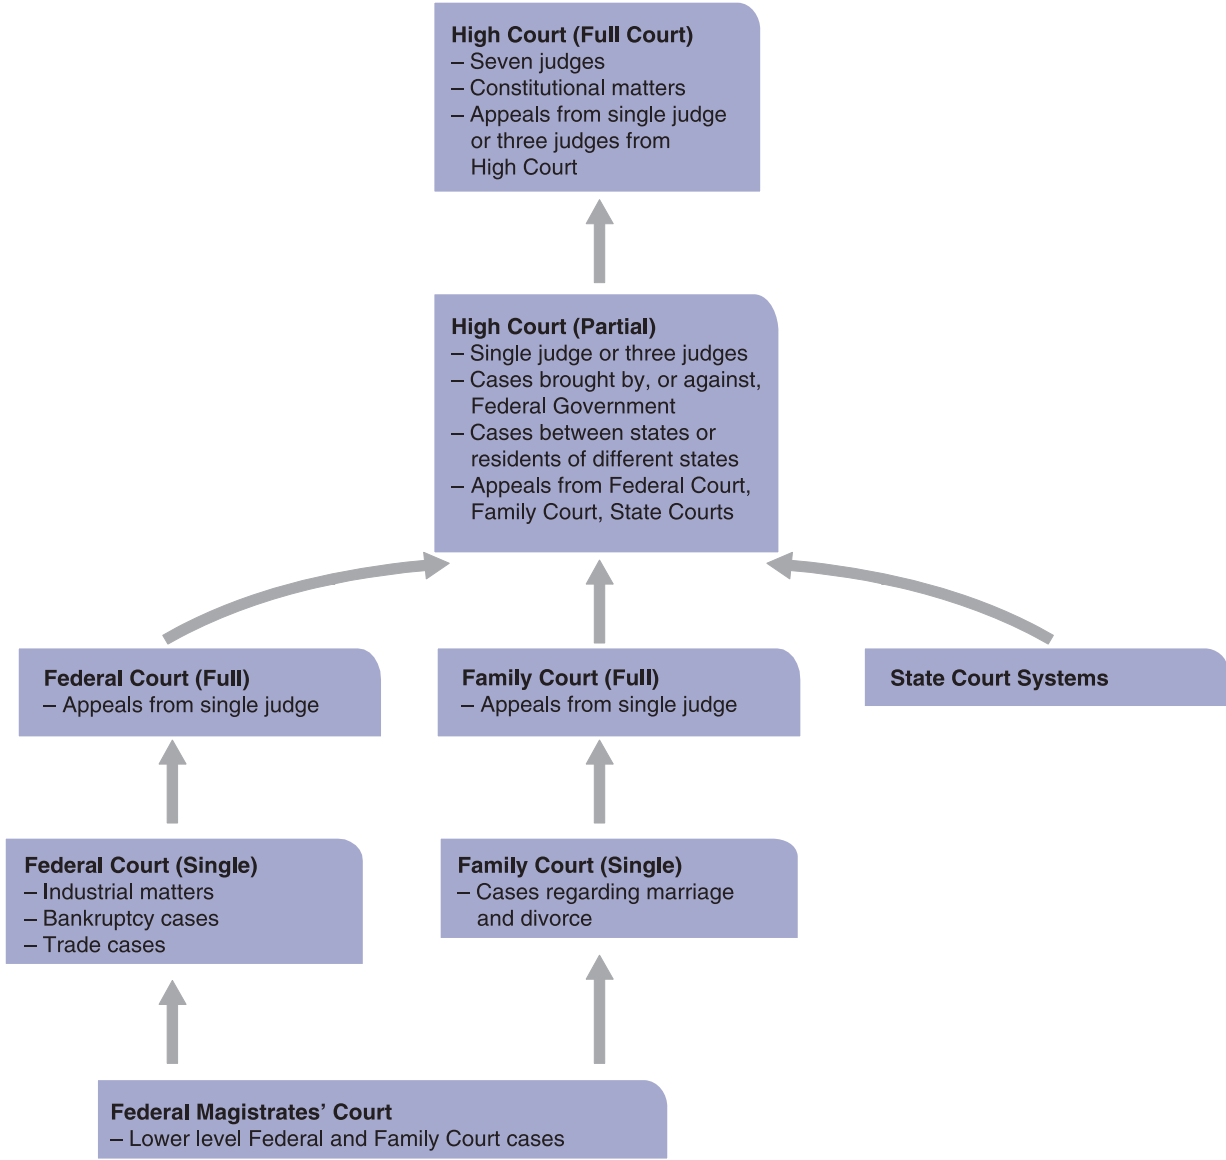 High Court (Full Court)
– Seven judges
– Constitutional matters
– Appeals from single judge
or three judges from
High Court
High Court (Partial)
– Single judge or three judges
– Cases brought by, or against,
Federal Government
– Cases between states or
residents of different states
– Appeals from Federal Court,
Family Court, State Courts
Federal Court (Full)
– Appeals from single judge
Family Court (Full)
– Appeals from single judge
State Court Systems
Federal Court (Single)
– Industrial matters
– Bankruptcy cases
– Trade cases
Family Court (Single)
– Cases regarding marriage
and divorce
Federal Magistrates’ Court
– Lower level Federal and Family Court cases